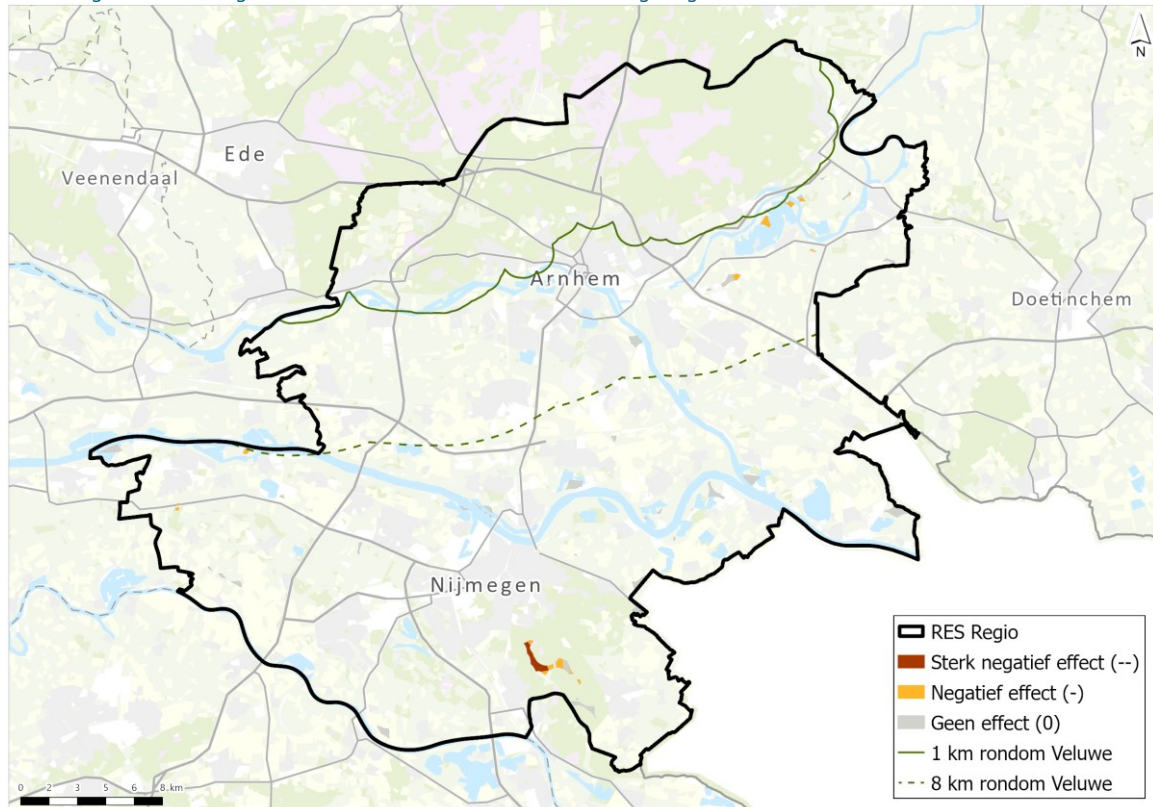 N
Ede
Veenendaal
Arnhem
Doetinchem
Nijmegen
RES Regio
Sterk negatief effect (--)
Negatief effect (-)
Geen effect (0)
1 km rondom Veluwe
8 km rondom Veluwe
0 2 3 5 6 8 km